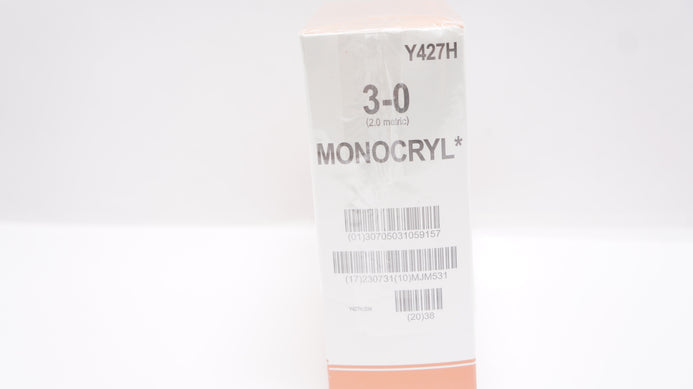 Y427H
3-0
(2.0 metric)
MONOCRYL*
(01)30705031059157
(17)230731(10)MJM531
(20)38